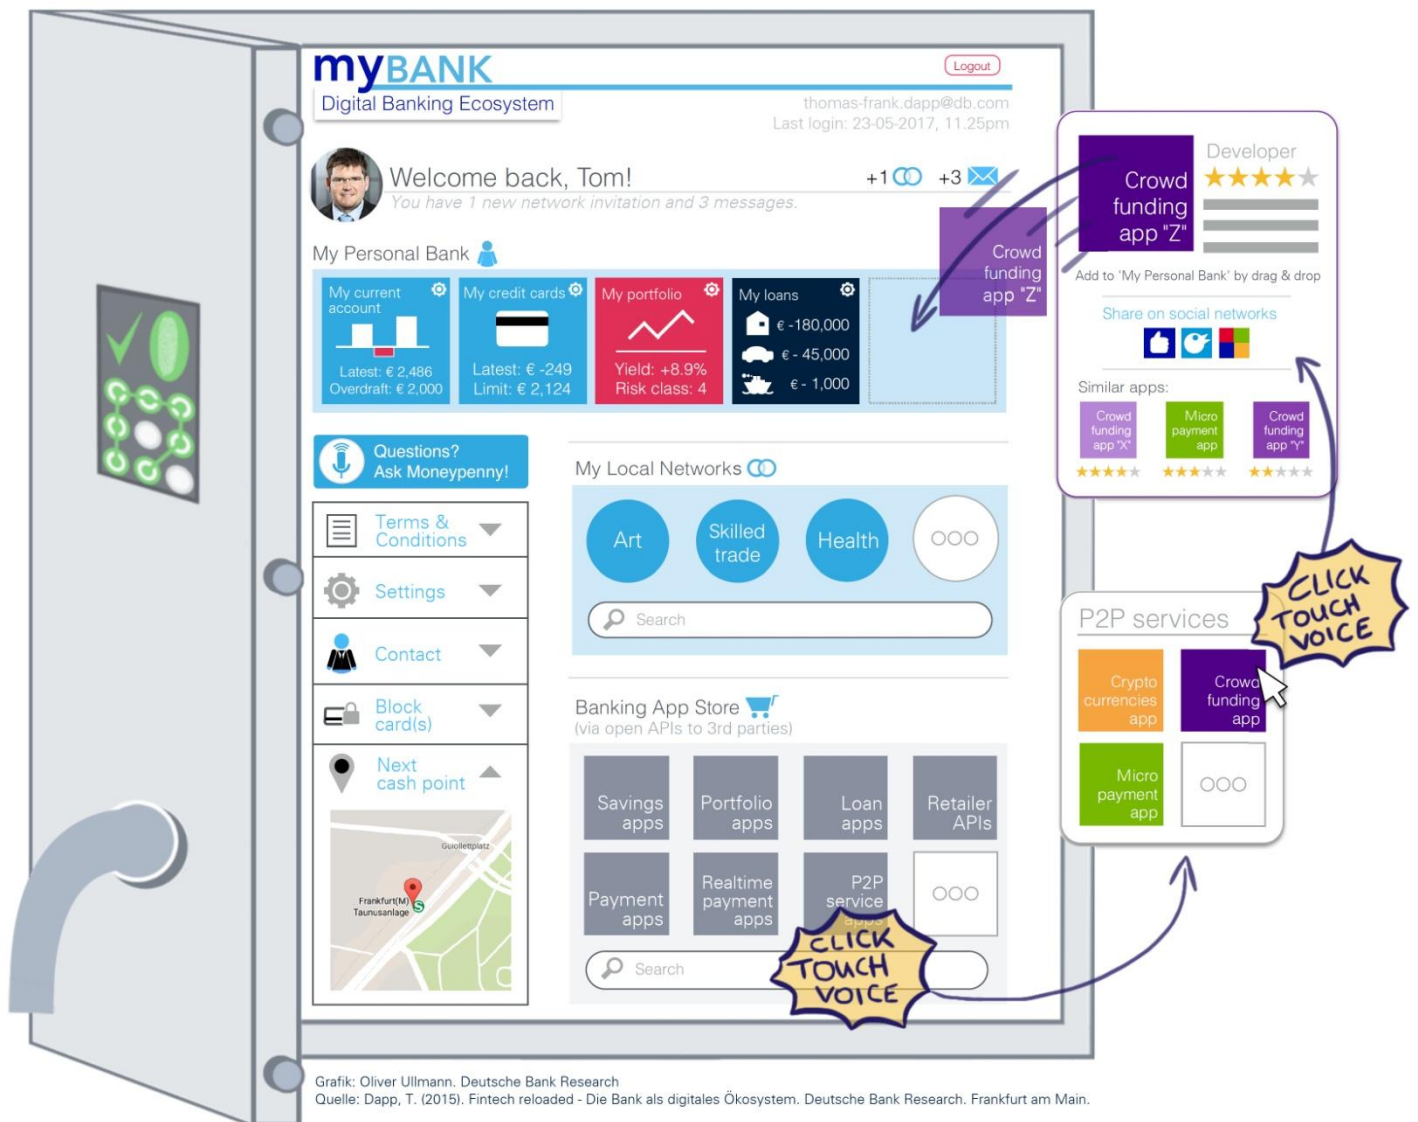 myBANK
Logout
Digital Banking Ecosystem
thomas-frank.dapp@db.com
Last login: 23-05-2017, 11.25pm
Welcome back, Tom!
+1
+3
You have 1 new network invitation and 3 messages.
My Personal Bank
My current
account
Latest: € 2,486
Overdraft: € 2,000
My credit cards
Latest: € -249
Limit: € 2,124
My portfolio
Yield: +8.9%
Risk class: 4
My loans
€ -180,000
€ - 45,000
€ - 1,000
Crowd
funding
app "Z"
Crowd
funding
app "Z"
Developer
Add to 'My Personal Bank' by drag & drop
Share on social networks
Similar apps:
Crowd
funding
app "X"
Micro
payment
app
Crowd
funding
app "Y"
Questions?
Ask Moneypenny!
Terms &
Conditions
Settings
Contact
Block
card(s)
Next
cash point
Guiollettplatz
Frankfurt(M)
Taunusanlage
S
My Local Networks
Art
Skilled
trade
Health
Search
Banking App Store
(via open APIs to 3rd parties)
Savings
apps
Portfolio
apps
Loan
apps
Retailer
APIs
Payment
apps
Realtime
payment
apps
P2P
service
apps
Search
CLICK
TOUCH
VOICE
P2P services
Crypto
currencies
app
Crowd
funding
app
Micro
payment
app
CLICK
TOUCH
VOICE
Grafik: Oliver Ullmann. Deutsche Bank Research
Quelle: Dapp, T. (2015). Fintech reloaded - Die Bank als digitales Ökosystem. Deutsche Bank Research. Frankfurt am Main.